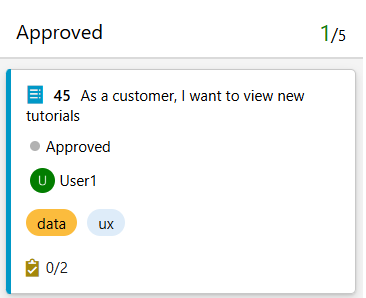 Approved 1/5
45 As a customer, I want to view new
tutorials
Approved
U User1
data ux
0/2